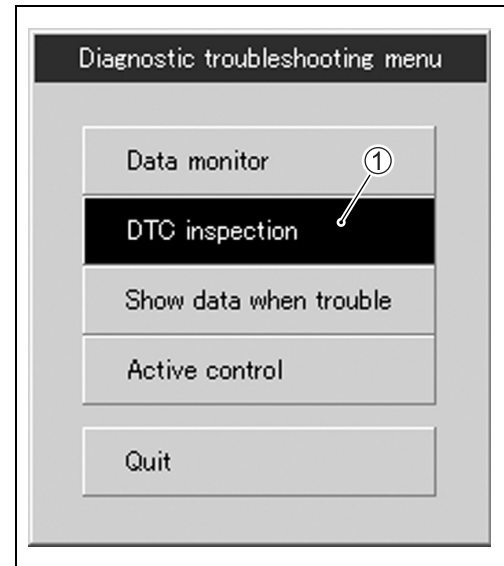 Diagnostic troubleshooting menu
Data monitor
①
DTC inspection
Show data when trouble
Active control
Quit